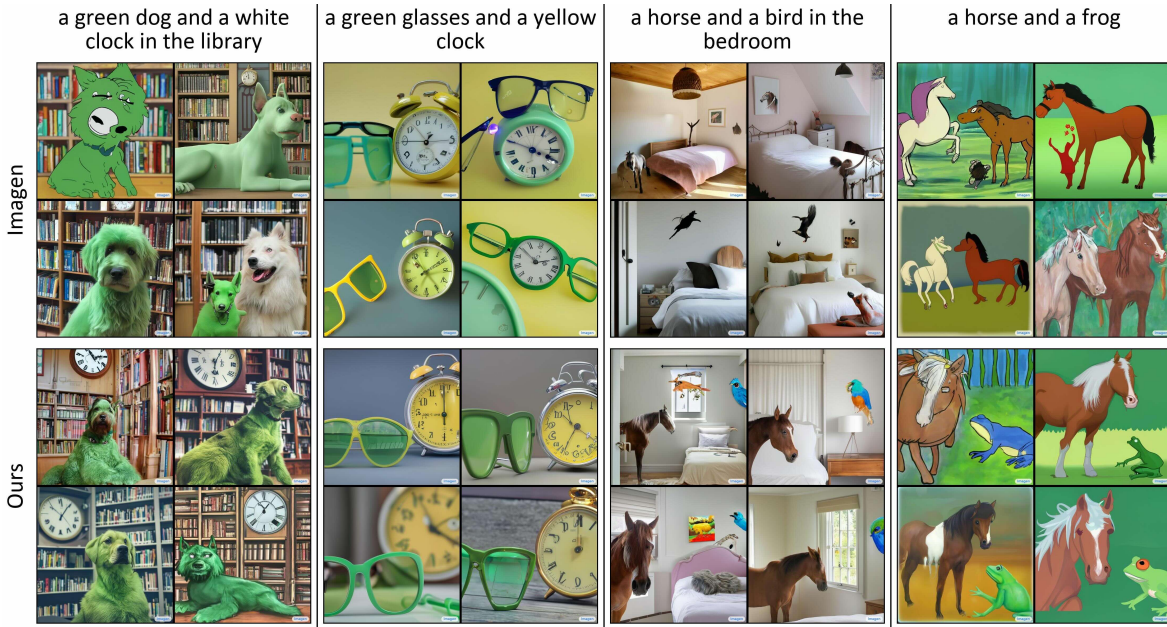 a green dog and a white
clock in the library
a green glasses and a yellow
clock
a horse and a bird in the
bedroom
a horse and a frog
Imagen
Ours